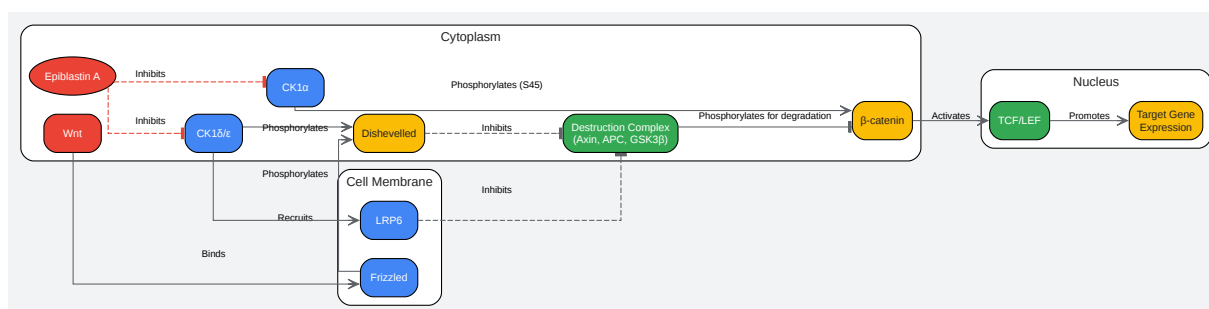 Cytoplasm
Epiblastin A
Inhibits
CK1α
Phosphorylates (S45)
Nucleus
Wnt
Inhibits
CK1δ/ε
Phosphorylates
Dishevelled
Inhibits
Destruction Complex
(Axin, APC, GSK3β)
Phosphorylates for degradation
β-catenin
Activates
TCF/LEF
Promotes
Target Gene
Expression
Phosphorylates
Cell Membrane
Inhibits
Recruits
LRP6
Binds
Frizzled